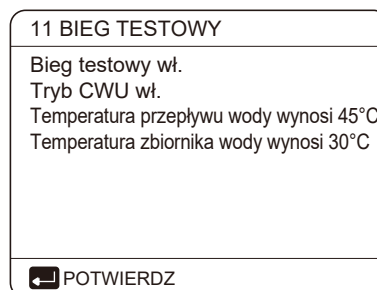 11 BIEG TESTOWY
Bieg testowy wł.
Tryb CWU wł.
Temperatura przepływu wody wynosi 45°C
Temperatura zbiornika wody wynosi 30°C
POTWIERDZ